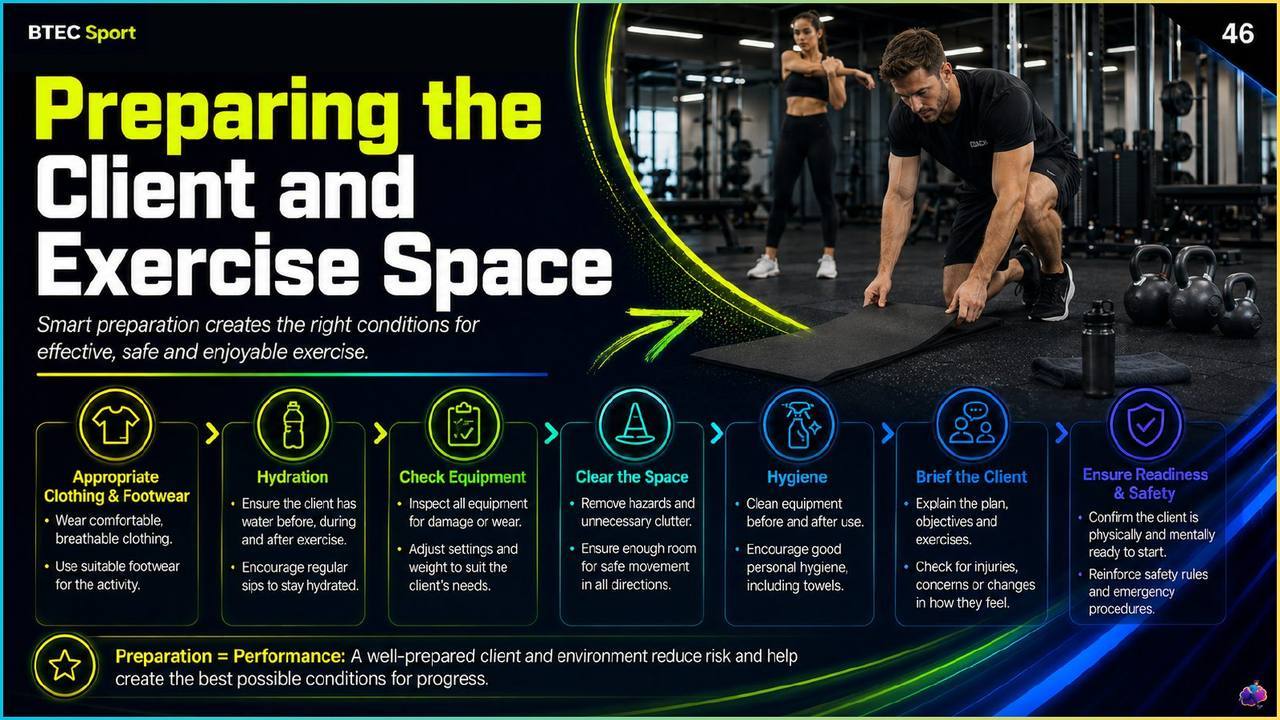 BTEC Sport
46
Preparing the
Client and
Exercise Space
Smart preparation creates the right conditions for
effective, safe and enjoyable exercise.
COACH
Appropriate
Clothing & Footwear
• Wear comfortable,
breathable clothing.
• Use suitable footwear
for the activity.
Hydration
• Ensure the client has
water before, during
and after exercise.
• Encourage regular
sips to stay hydrated.
Check Equipment
• Inspect all equipment
for damage or wear.
• Adjust settings and
weight to suit the
client's needs.
Clear the Space
• Remove hazards and
unnecessary clutter.
• Ensure enough room
for safe movement
in all directions.
Hygiene
• Clean equipment
before and after use.
• Encourage good
personal hygiene,
including towels.
Brief the Client
• Explain the plan,
objectives and
exercises.
• Check for injuries,
concerns or changes
in how they feel.
Ensure Readiness
& Safety
• Confirm the client is
physically and mentally
ready to start.
• Reinforce safety rules
and emergency
procedures.
Preparation = Performance: A well-prepared client and environment reduce risk and help
create the best possible conditions for progress.